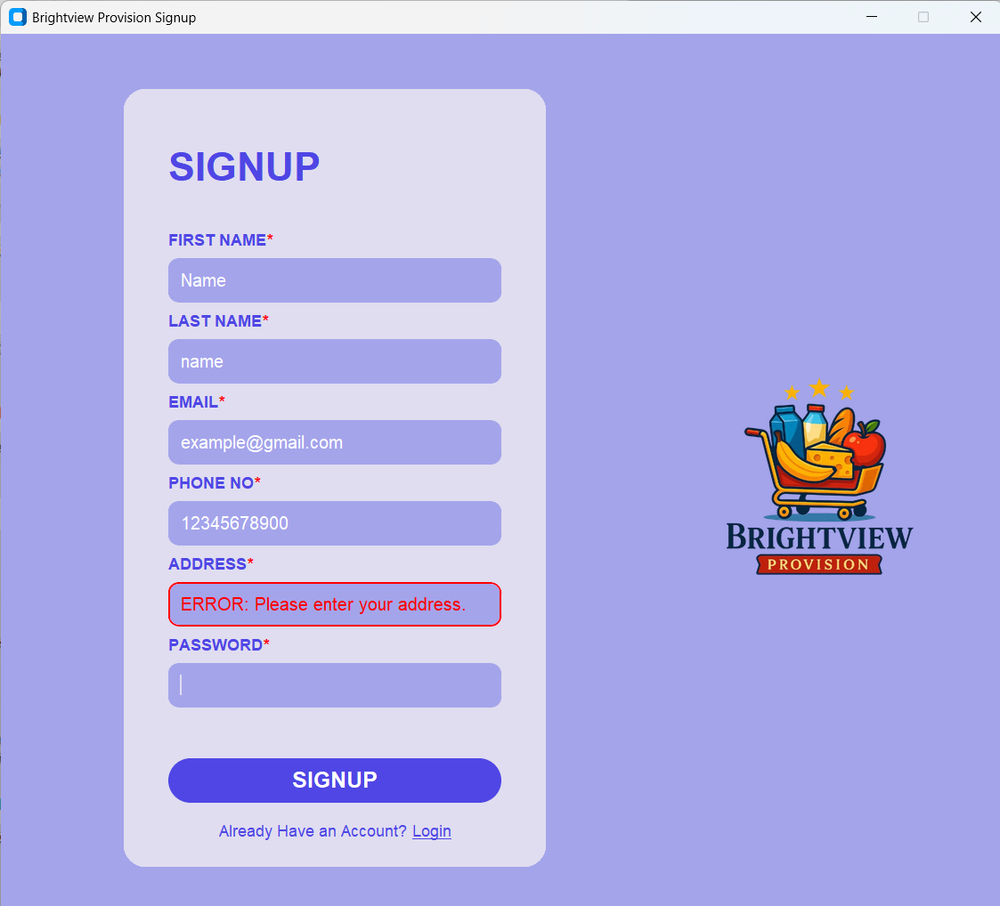 Brightview Provision Signup
SIGNUP
FIRST NAME*
Name
LAST NAME*
name
EMAIL*
example@gmail.com
PHONE NO*
12345678900
ADDRESS*
ERROR: Please enter your address.
PASSWORD*
SIGNUP
Already Have an Account? Login
BRIGHTVIEW
PROVISION